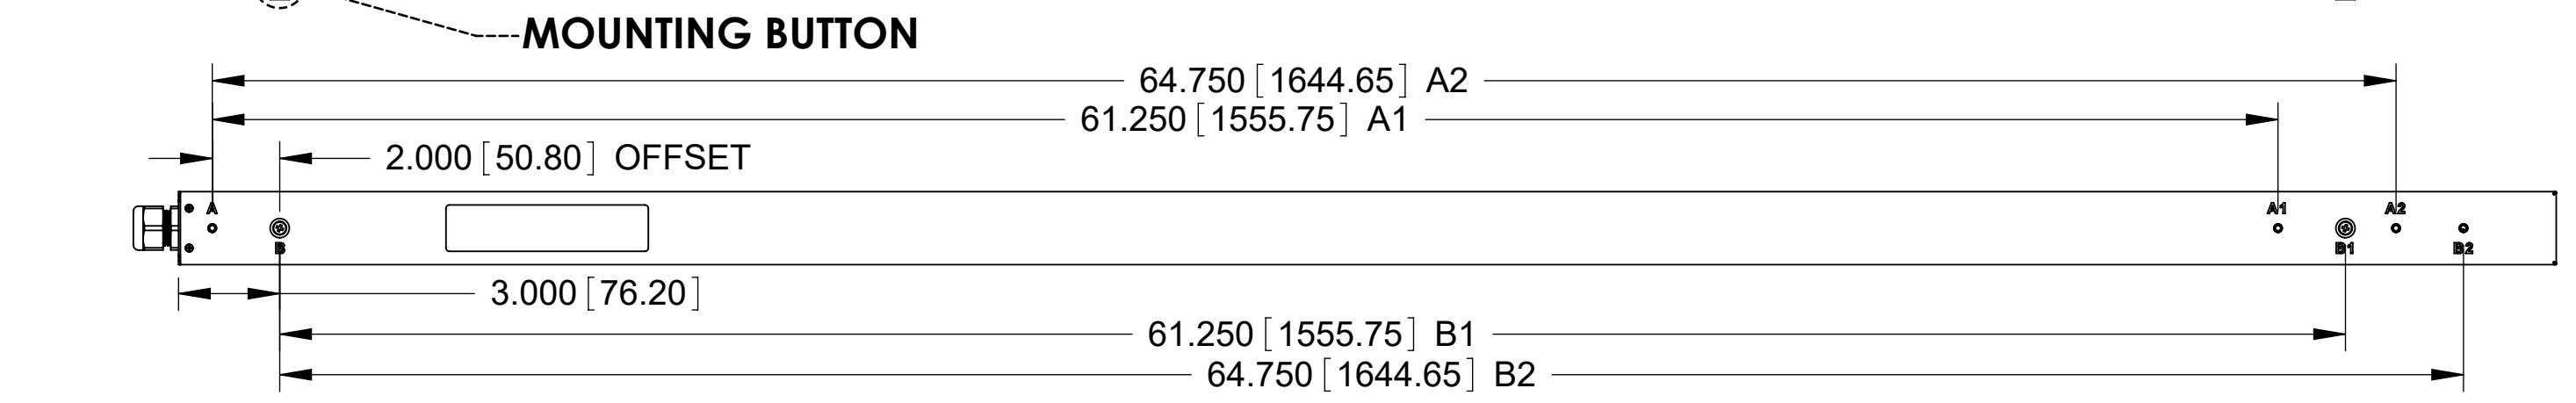 MOUNTING BUTTON
64.750 [1644.65] A2
61.250 [1555.75] A1
2.000 [50.80] OFFSET
A
A1
A2
B
B1
B2
3.000 [76.20]
61.250 [1555.75] B1
64.750 [1644.65] B2